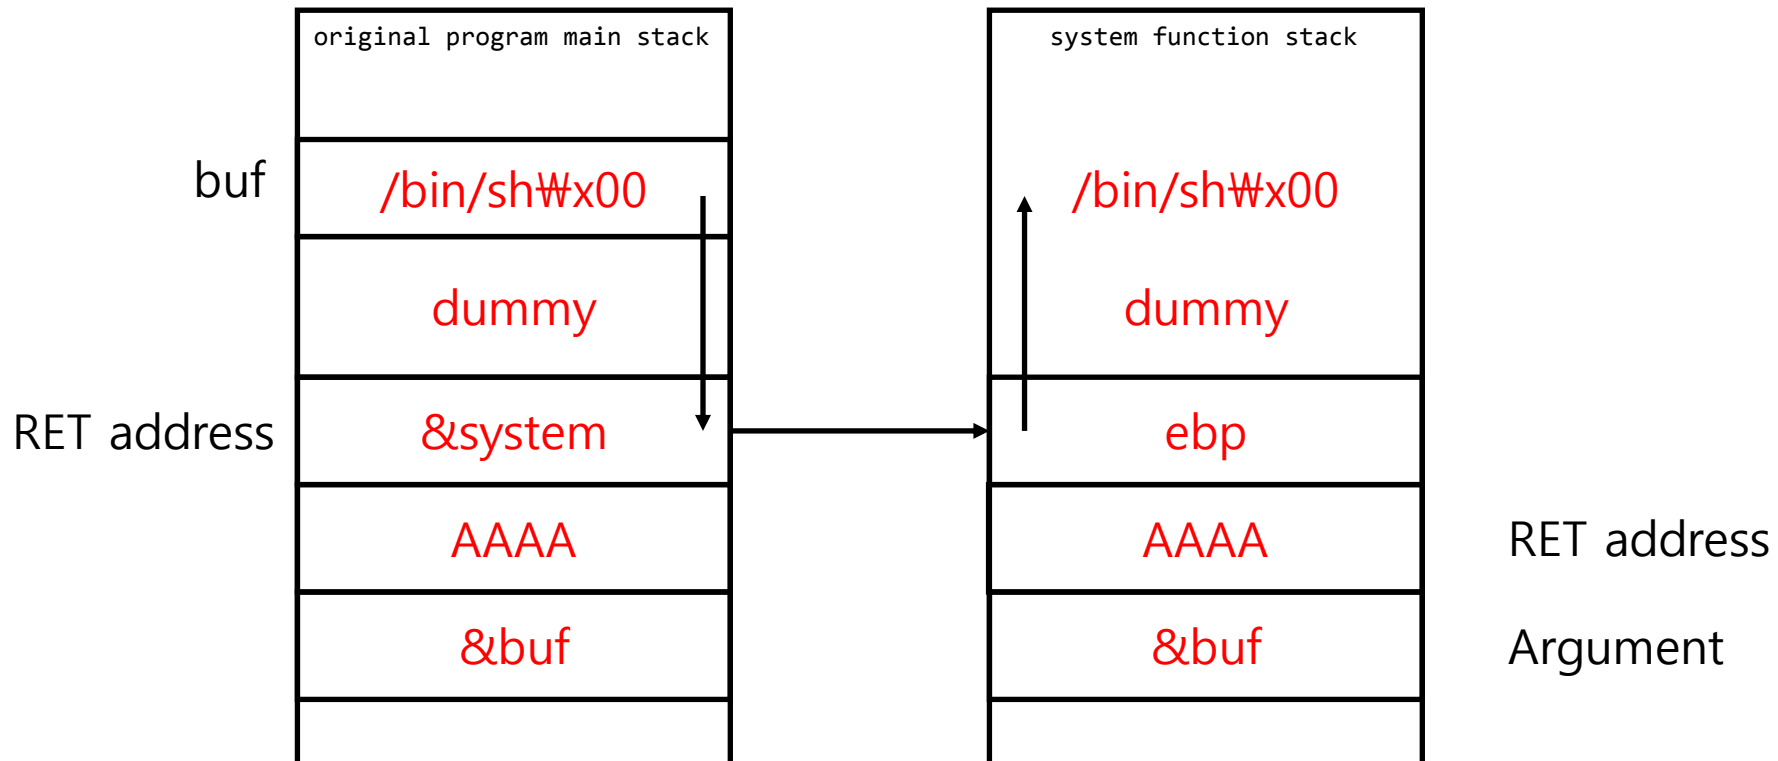 original program main stack
system function stack
buf
/bin/sh₩x00
/bin/sh₩x00
dummy
dummy
RET address
&system
ebp
AAAA
AAAA
RET address
&buf
&buf
Argument